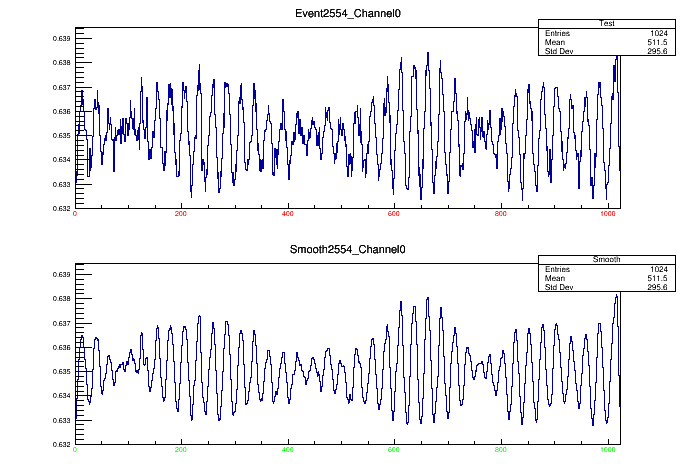 Event2554_Channel0
Test
Entries 1024
Mean 511.5
Std Dev 295.6
0.639
0.638
0.637
0.636
0.635
0.634
0.633
0.632
0 200 400 600 800 1000
Smooth2554_Channel0
Smooth
Entries 1024
Mean 511.5
Std Dev 295.6
0.639
0.638
0.637
0.636
0.635
0.634
0.633
0.632
0 200 400 600 800 1000